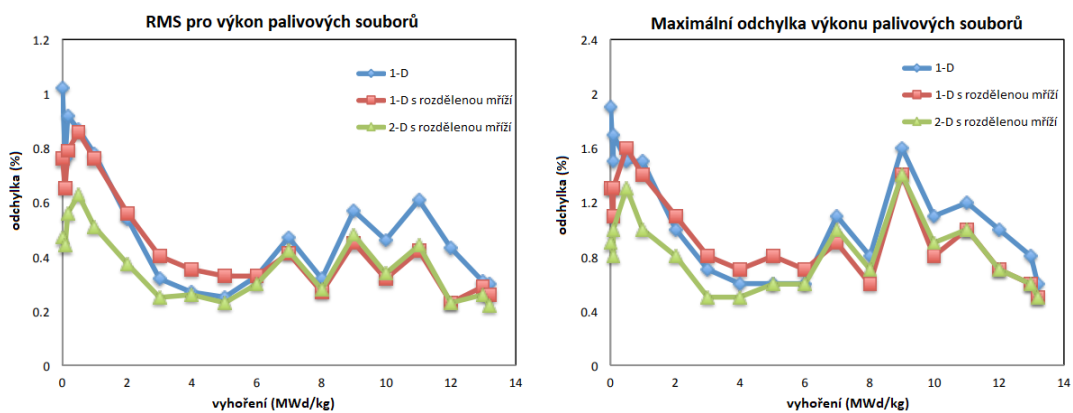 RMS pro výkon palivových souborů
1.2
1
0.8
0.6
0.4
0.2
0
odchylka (%)
1-D
1-D s rozdělenou mříží
2-D s rozdělenou mříží
0 2 4 6 8 10 12 14
vyhoření (MWd/kg)
Maximální odchylka výkonu palivových souborů
2.4
2
1.6
1.2
0.8
0.4
0
odchylka (%)
1-D
1-D s rozdělenou mříží
2-D s rozdělenou mříží
0 2 4 6 8 10 12 14
vyhoření (MWd/kg)